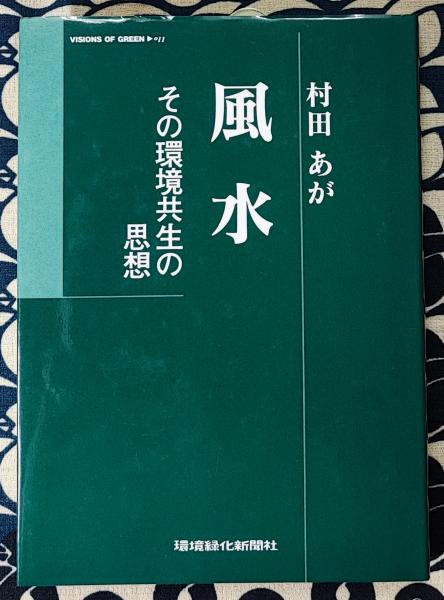 VISIONS OF GREEN ▶ 011
村田 あが
風水
その環境共生の
思想
環境緑化新聞社